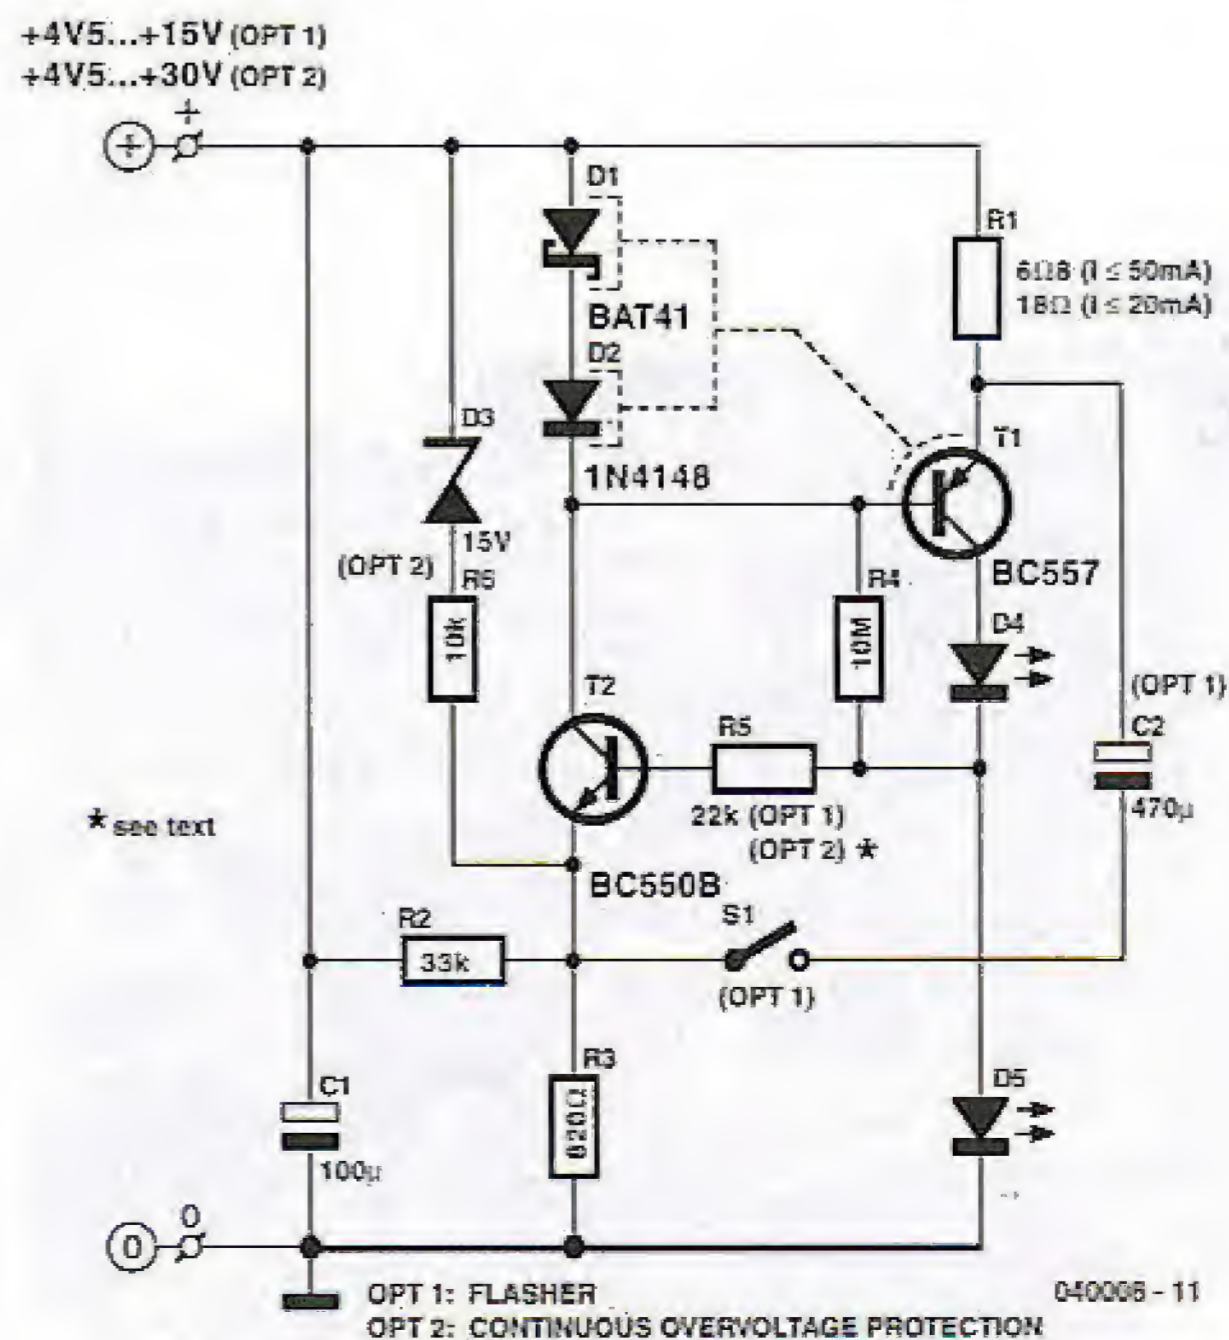 +4V5...+15V (OPT 1)
+4V5...+30V (OPT 2)
+
+
D1
R1
6Ω8 (I ≤ 50mA)
18Ω (I ≤ 20mA)
BAT41
D2
D3
T1
1N4148
15V
(OPT 2)
R6
BC557
R4
10k
10M
D4
T2
(OPT 1)
R5
C2
22k (OPT 1)
(OPT 2) *
470µ
* see text
BC550B
R2
S1
33k
(OPT 1)
R3
C1
D5
820Ω
100µ
0
0
OPT 1: FLASHER
040008 - 11
OPT 2: CONTINUOUS OVERVOLTAGE PROTECTION